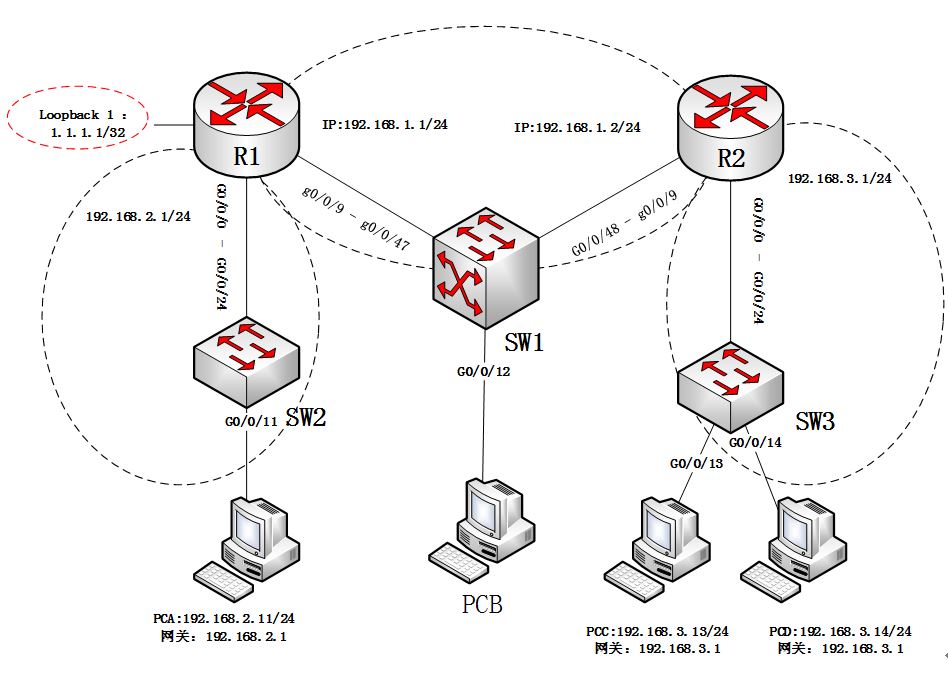 Loopback 1 :
1.1.1.1/32
R1
IP:192.168.1.1/24
IP:192.168.1.2/24
R2
192.168.2.1/24
G0/0/0 - G0/0/24
g0/0/9 - g0/0/47
G0/0/48 - g0/0/9
192.168.3.1/24
G0/0/0 - G0/0/24
SW1
G0/0/12
G0/0/11
SW2
SW3
G0/0/13
G0/0/14
PCA:192.168.2.11/24
网关: 192.168.2.1
PCB
PCC:192.168.3.13/24
网关: 192.168.3.1
PCD:192.168.3.14/24
网关: 192.168.3.1